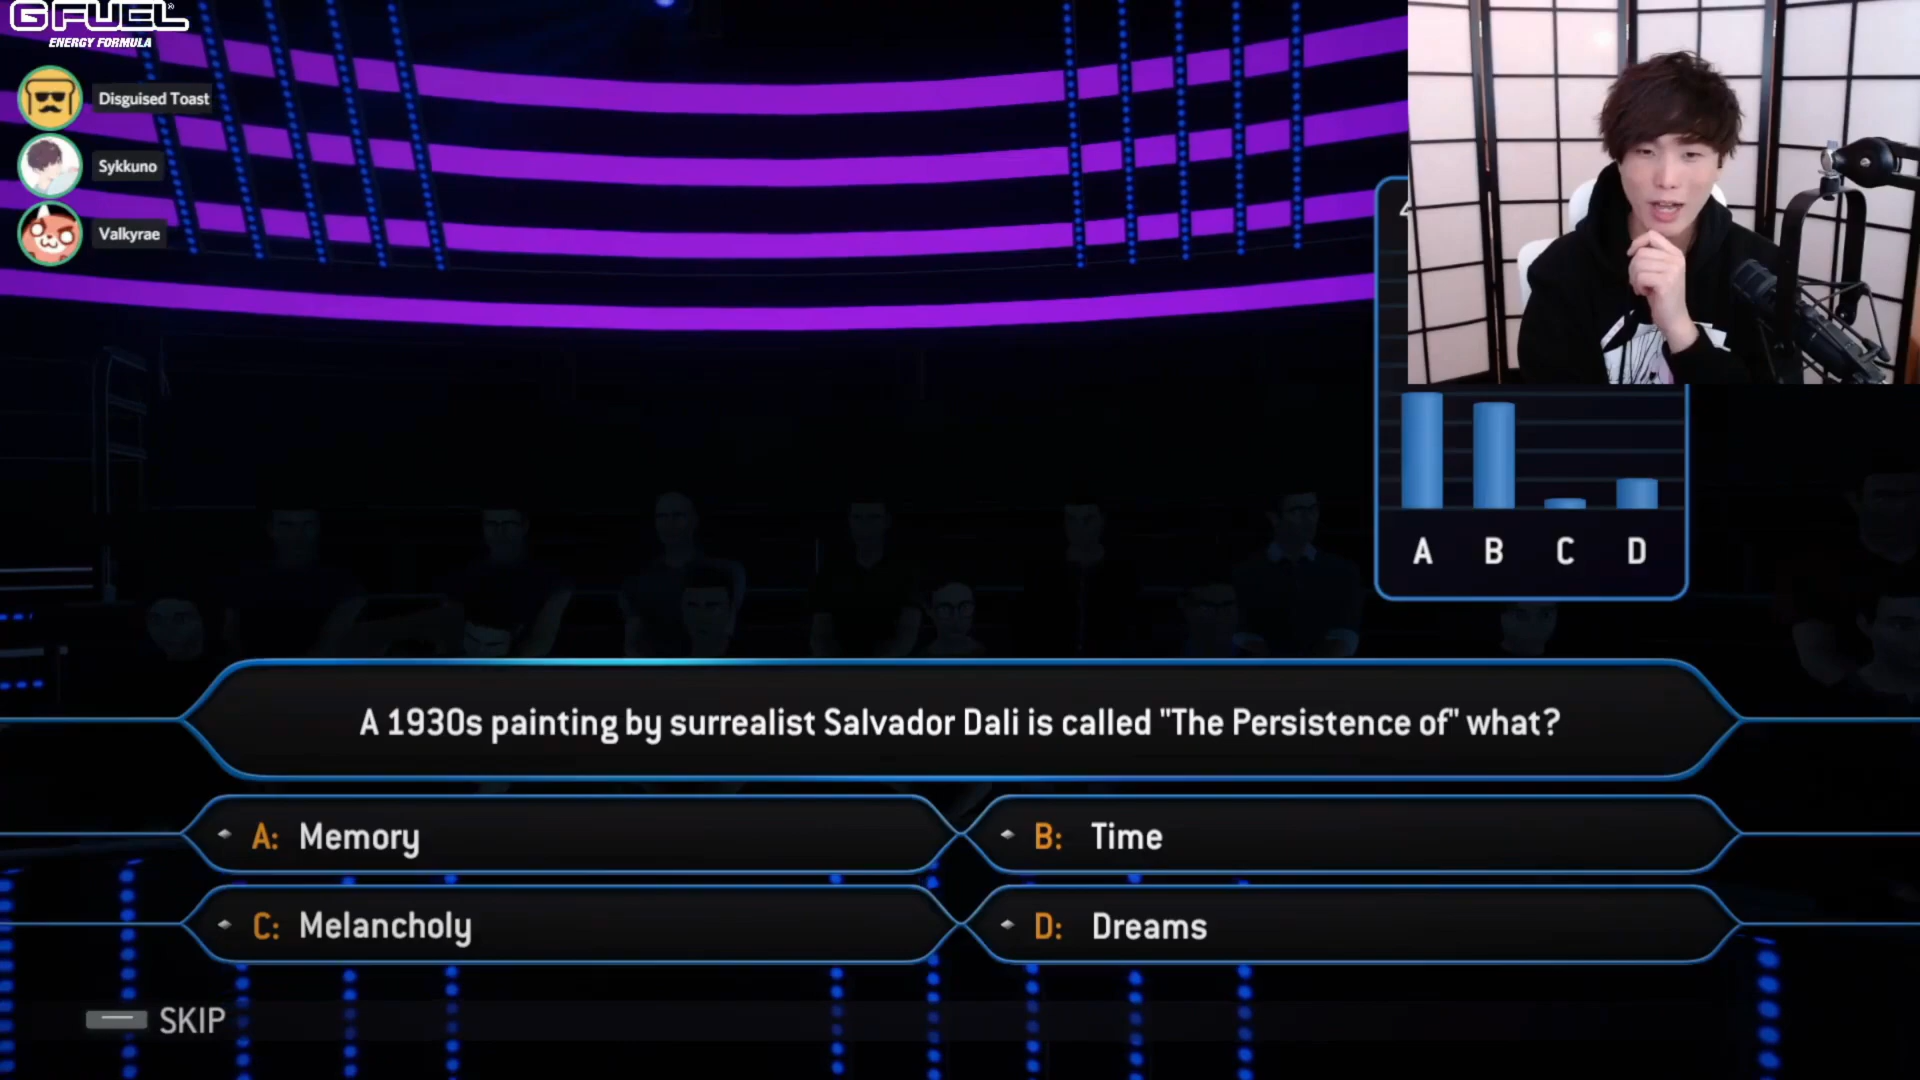 G FUEL®
ENERGY FORMULA
Disguised Toast
Sykkuno
Valkyrae
A B C D
A 1930s painting by surrealist Salvador Dali is called "The Persistence of" what?
A: Memory
B: Time
C: Melancholy
D: Dreams
SKIP